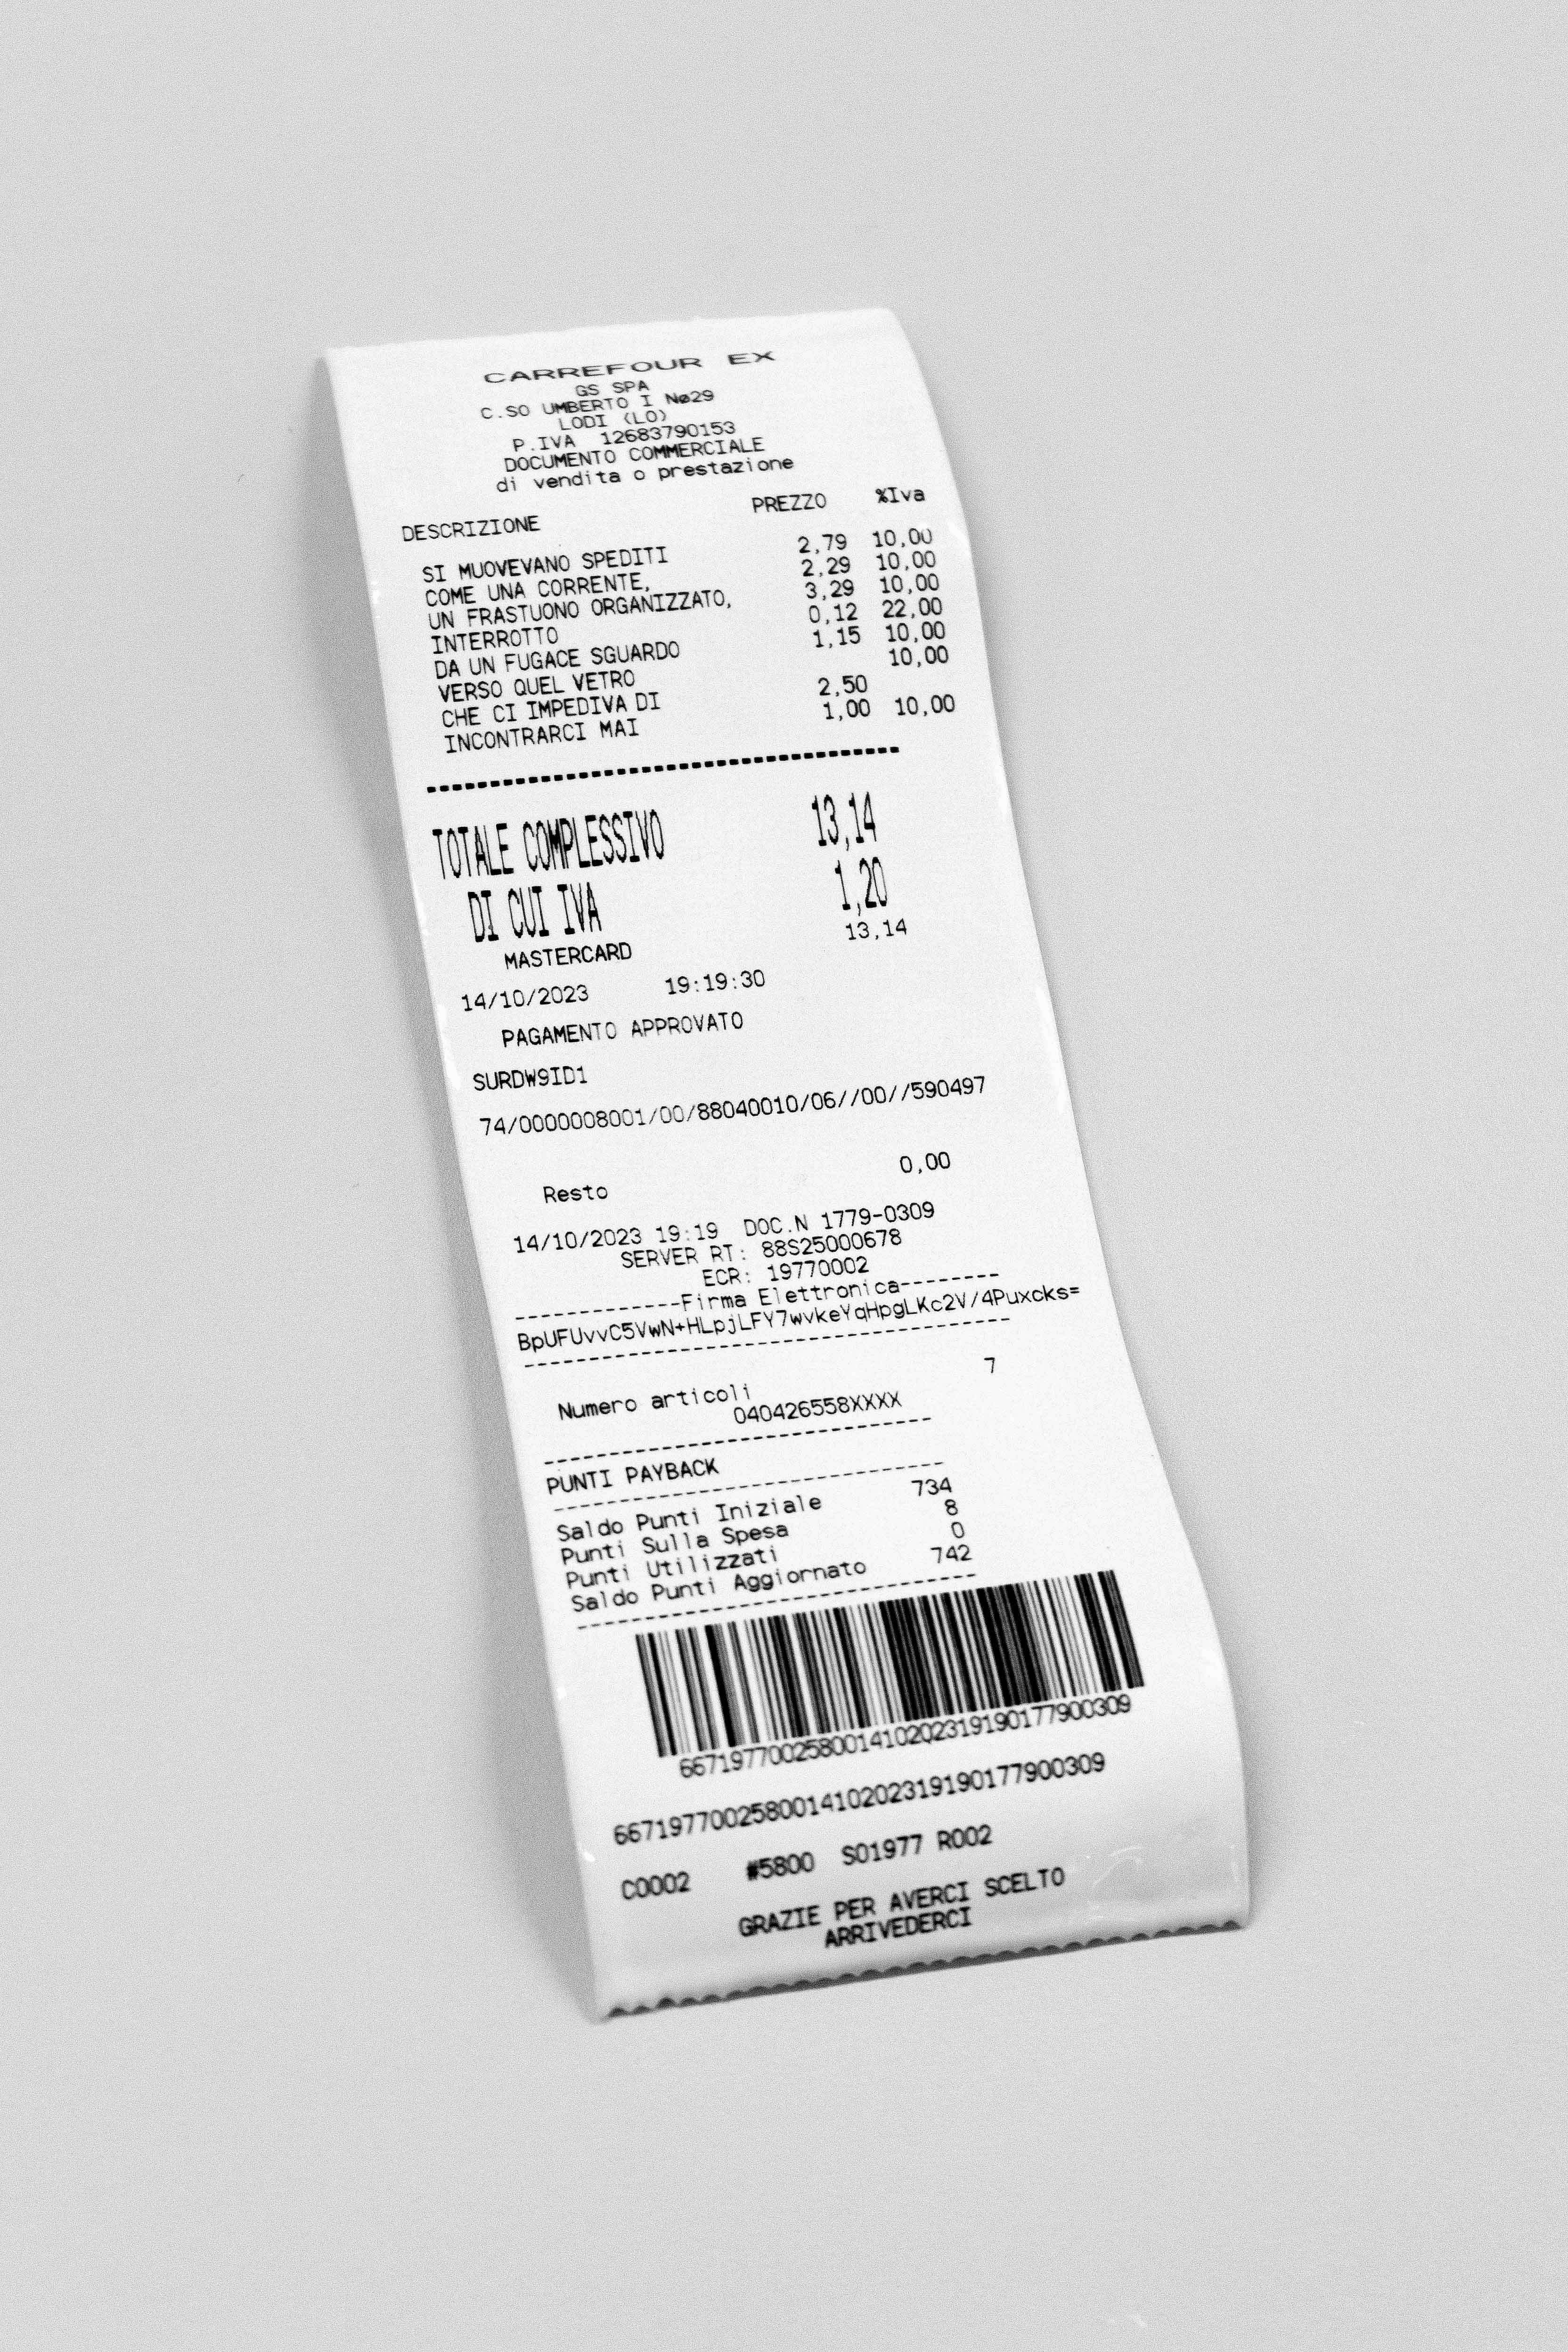 CARREFOUR EX
GS SPA
C.SO UMBERTO I Nø29
LODI (LO)
P.IVA 12683790153
DOCUMENTO COMMERCIALE
di vendita o prestazione
DESCRIZIONE PREZZO %Iva
SI MUOVEVANO SPEDITI 2,79 10,00
COME UNA CORRENTE, 2,29 10,00
UN FRASTUONO ORGANIZZATO, 3,29 10,00
INTERROTTO 0,12 22,00
DA UN FUGACE SGUARDO 1,15 10,00
VERSO QUEL VETRO 10,00
CHE CI IMPEDIVA DI 2,50
INCONTRARCI MAI 1,00 10,00
TOTALE COMPLESSIVO 13,14
DI CUI IVA 1,20
MASTERCARD 13,14
14/10/2023 19:19:30
PAGAMENTO APPROVATO
SURDW9ID1
74/0000008001/00/88040010/06//00//590497
Resto 0,00
14/10/2023 19:19 DOC.N 1779-0309
SERVER RT: 88S25000678
ECR: 19770002
-------------Firma Elettronica--------
BpUFUvvC5VwN+HLpjLFY7wvkeYqHpgLKc2V/4Puxcks=
Numero articoli 7
040426558XXXX
PUNTI PAYBACK
Saldo Punti Iniziale 734
Punti Sulla Spesa 8
Punti Utilizzati 0
Saldo Punti Aggiornato 742
667197700258001410202319190177900309
667197700258001410202319190177900309
C0002 #5800 S01977 R002
GRAZIE PER AVERCI SCELTO
ARRIVEDERCI